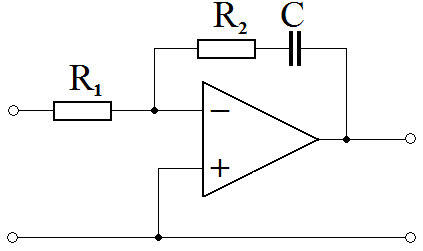 R₂ C
R₁
−
+